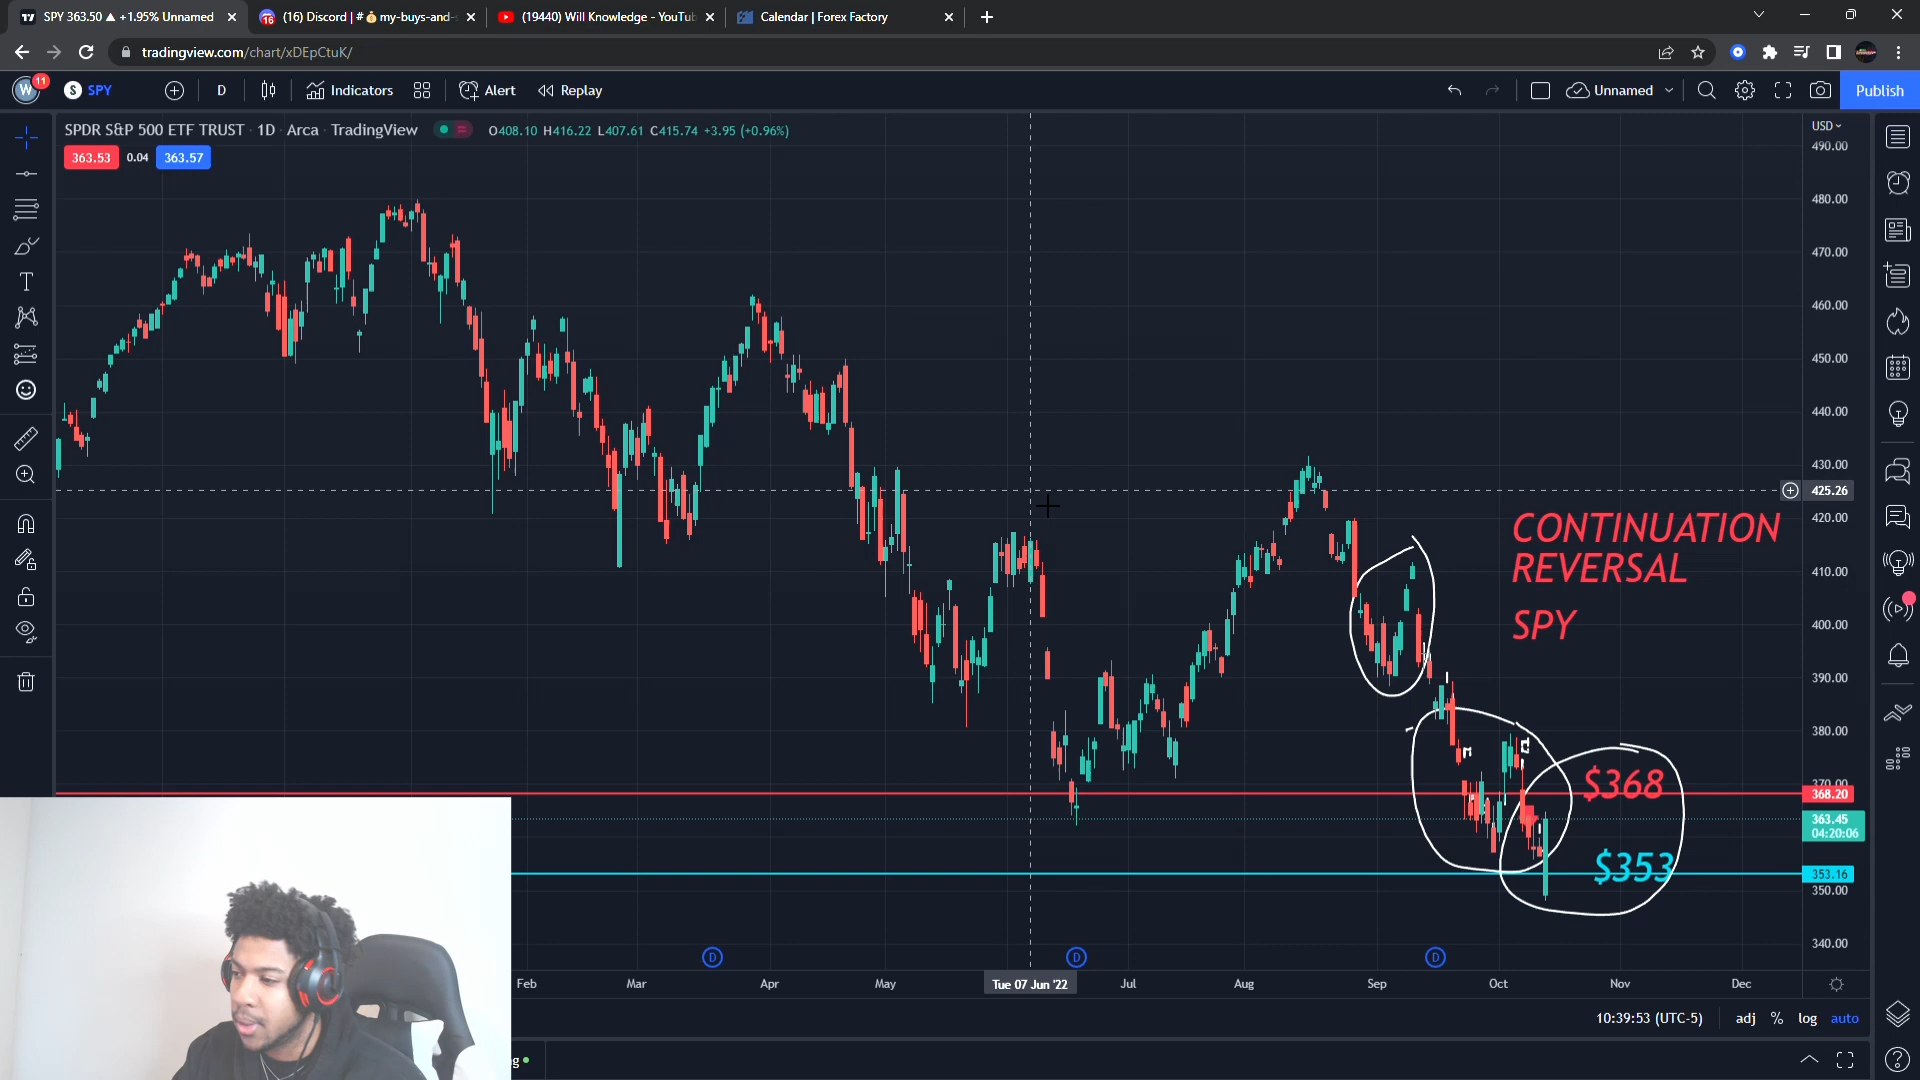 SPY 363.50 ▲ +1.95% Unnamed
(16) Discord | #💰my-buys-and-s
(19440) Will Knowledge - YouTub
Calendar | Forex Factory
tradingview.com/chart/xDEpCtuK/
W
11
S SPY
D
Indicators
Alert
Replay
Unnamed
Publish
SPDR S&P 500 ETF TRUST · 1D · Arca · TradingView
O408.10 H416.22 L407.61 C415.74 +3.95 (+0.96%)
363.53
0.04
363.57
USD
490.00
480.00
470.00
460.00
450.00
440.00
430.00
425.26
420.00
410.00
400.00
390.00
380.00
370.00
368.20
363.45
04:20:06
353.16
350.00
340.00
CONTINUATION
REVERSAL
SPY
$368
$353
D
D
D
Feb
Mar
Apr
May
Tue 07 Jun '22
Jul
Aug
Sep
Oct
Nov
Dec
10:39:53 (UTC-5)
adj
%
log
auto
g